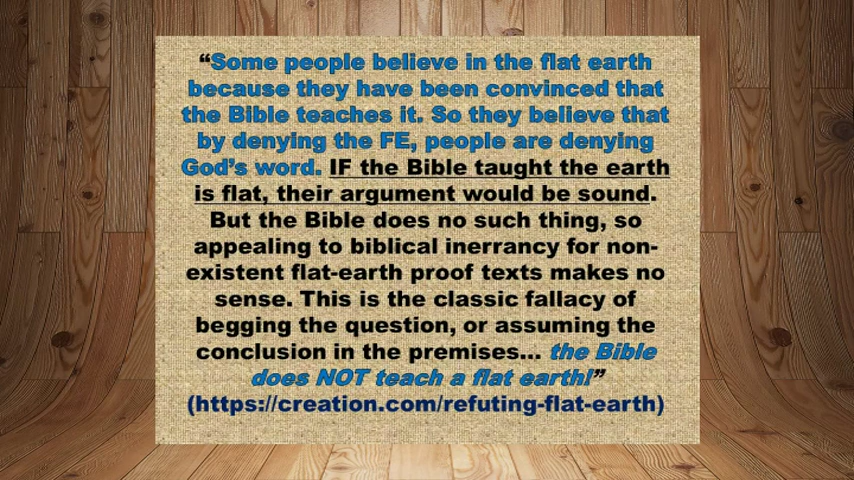 “Some people believe in the flat earth
because they have been convinced that
the Bible teaches it. So they believe that
by denying the FE, people are denying
God’s word. IF the Bible taught the earth
is flat, their argument would be sound.
But the Bible does no such thing, so
appealing to biblical inerrancy for non-
existent flat-earth proof texts makes no
sense. This is the classic fallacy of
begging the question, or assuming the
conclusion in the premises... the Bible
does NOT teach a flat earth!”
(https://creation.com/refuting-flat-earth)